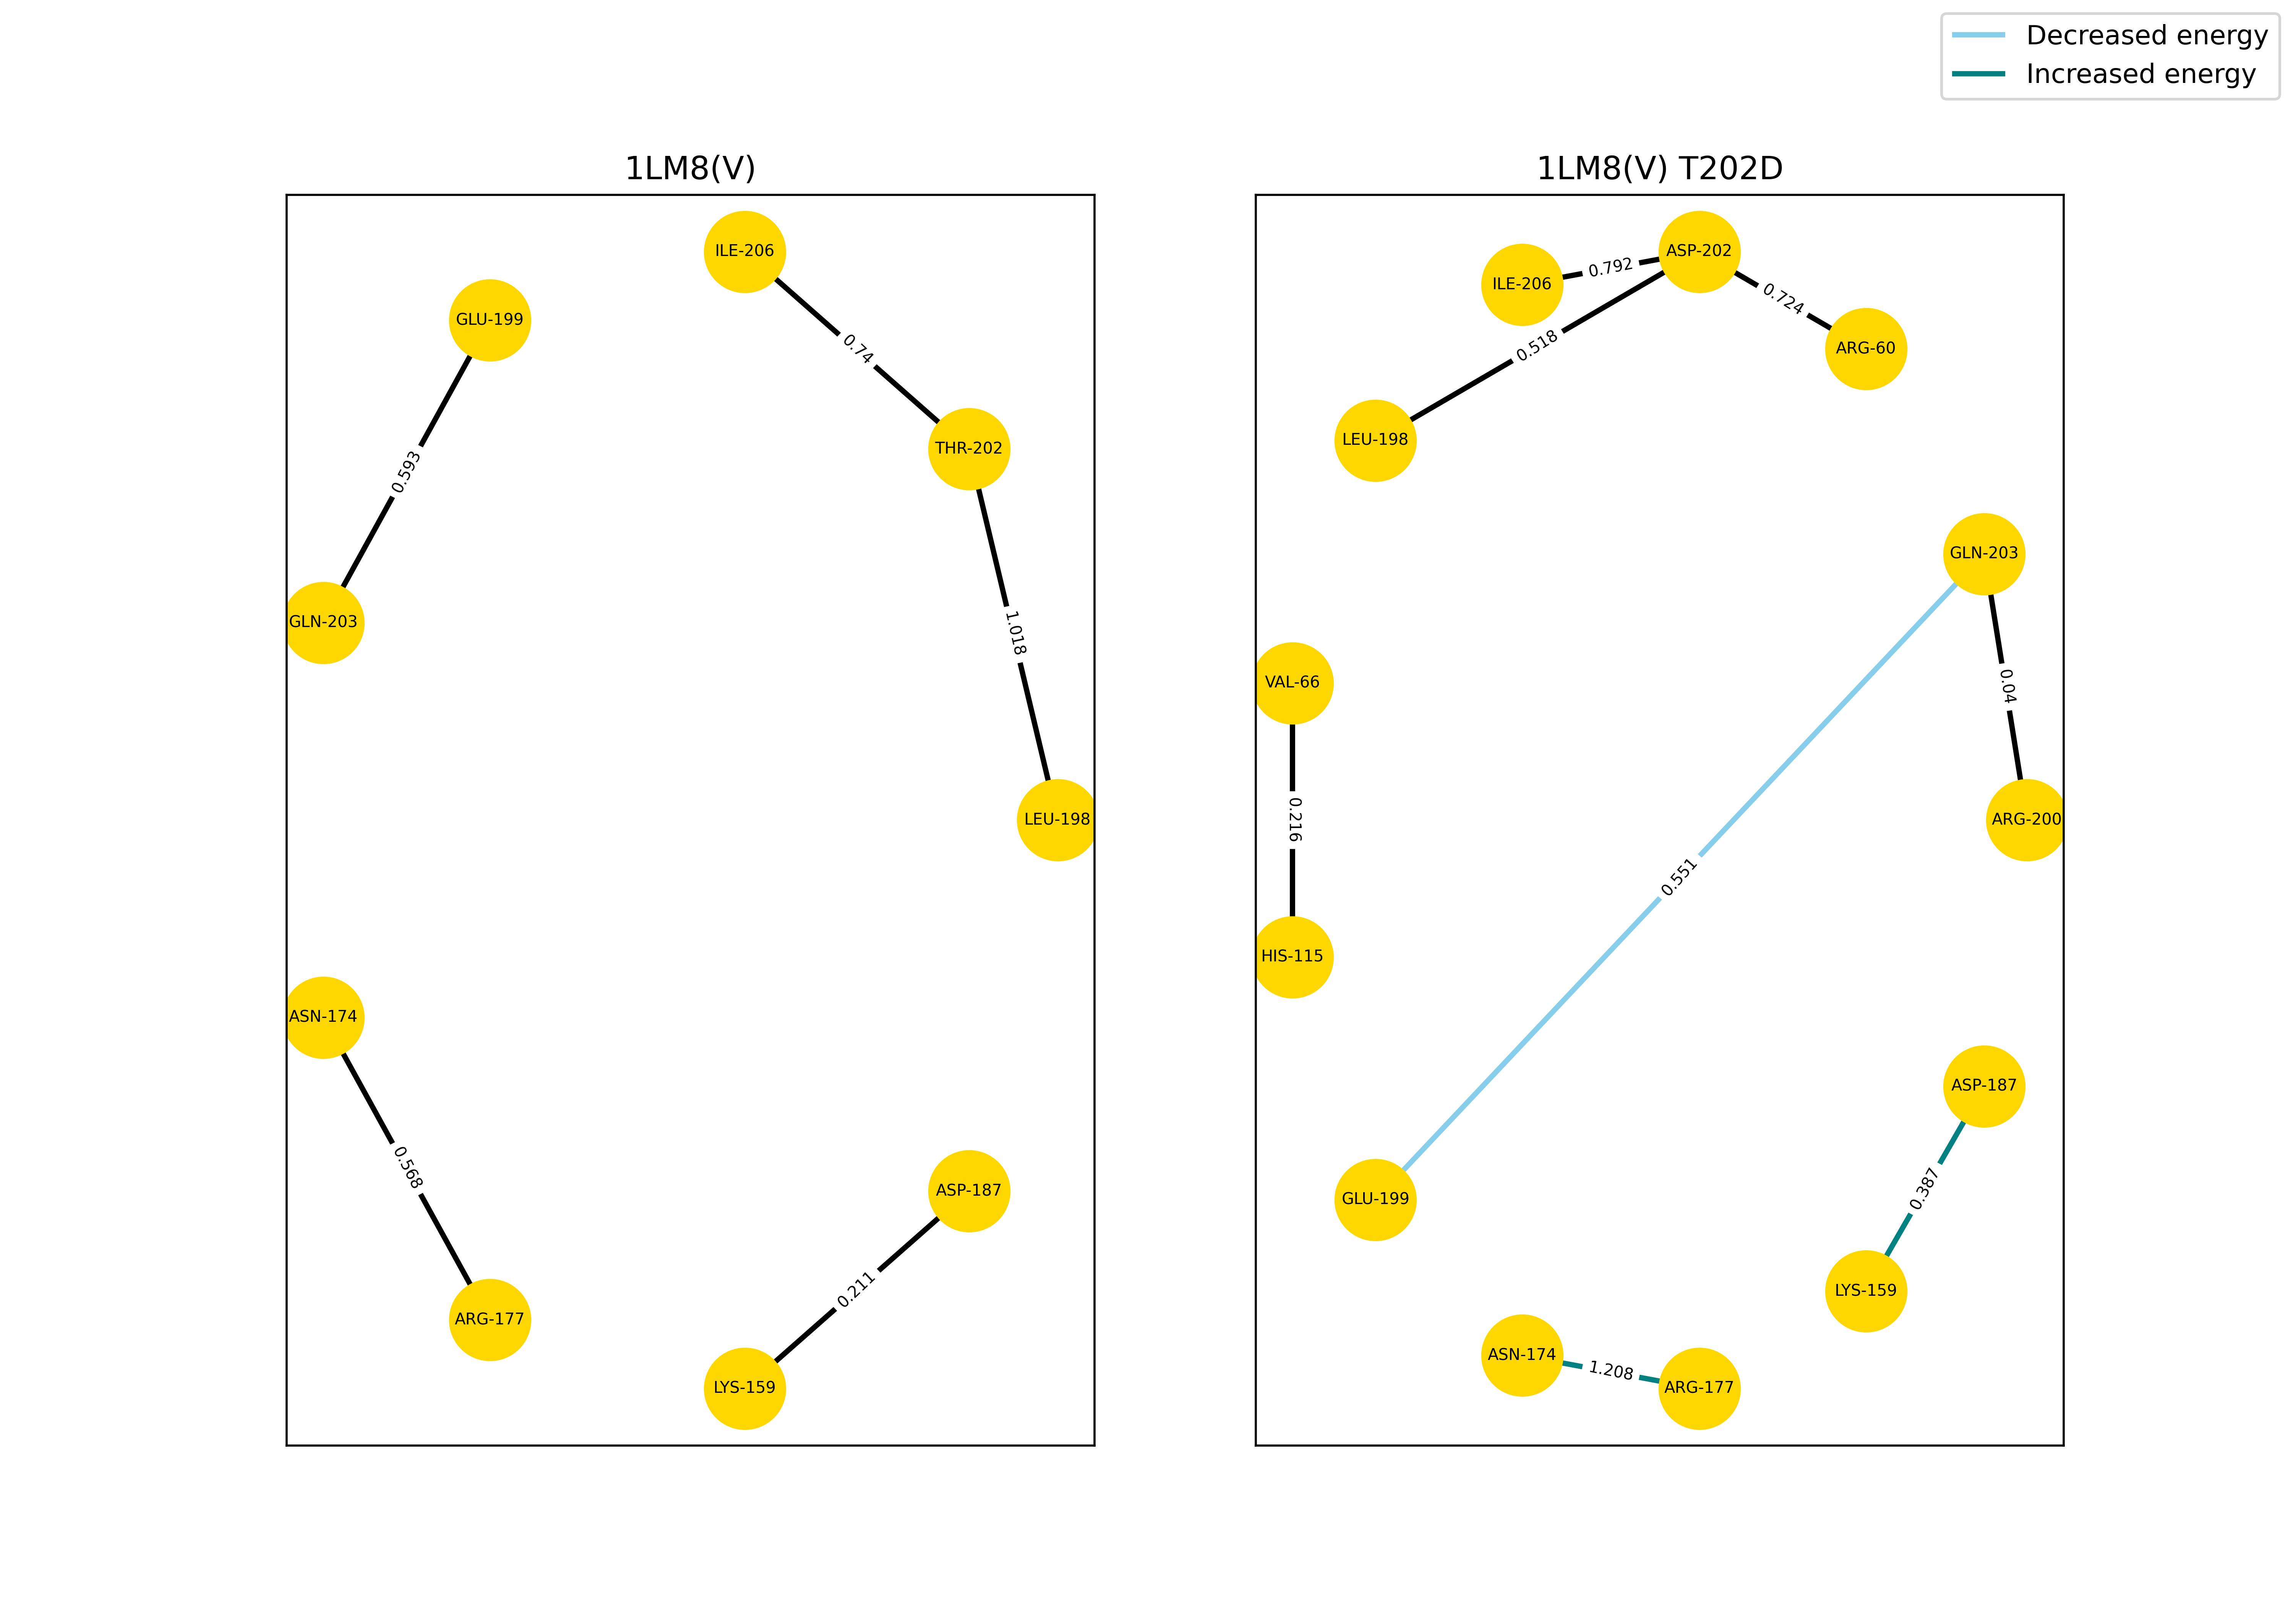 Decreased energy
Increased energy
1LM8(V)
ILE-206
GLU-199
0.74
THR-202
0.593
GLN-203
1.018
LEU-198
ASN-174
0.568
ASP-187
0.211
ARG-177
LYS-159
1LM8(V) T202D
ASP-202
0.792
ILE-206
0.724
0.518
ARG-60
LEU-198
GLN-203
VAL-66
0.04
0.216
ARG-200
0.551
HIS-115
ASP-187
0.387
GLU-199
LYS-159
ASN-174
1.208
ARG-177